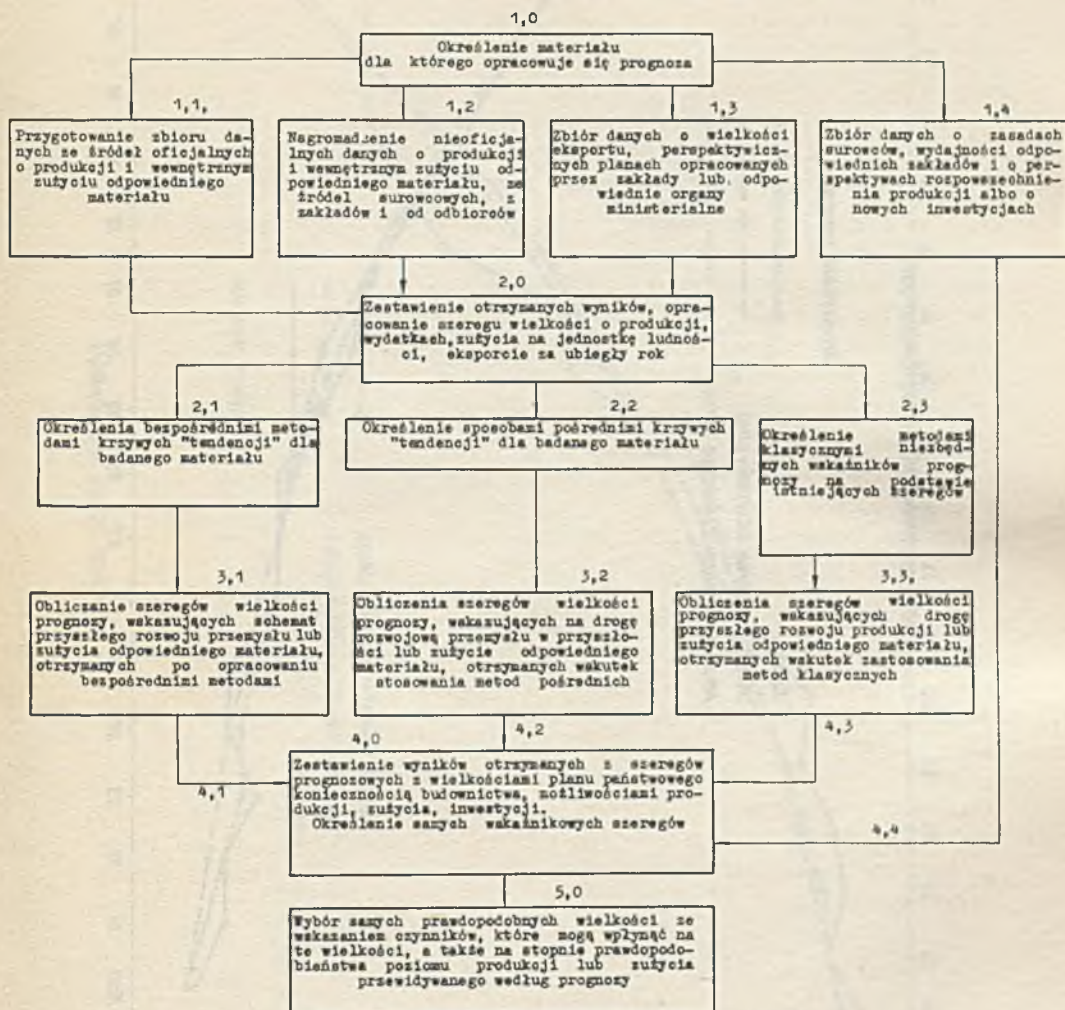 1,0
Określenie materiału
dla którego opracowuje się prognoza
1,1,
Przygotowanie zbioru da-
nych ze źródeł oficjalnych
o produkcji i wewnętrznym
zużyciu odpowiedniego
materiału
1,2
Nagromadzenie nieoficja-
lnych danych o produkcji
i wewnętrznym zużyciu od-
powiedniego materiału, ze
źródeł surowcowych, z
zakładów i od odbiorców
1,3
Zbiór danych o wielkości
eksportu, perspektywicz-
nych planach opracowanych
przez zakłady lub odpo-
wiednie organy
ministerialne
1,4
Zbiór danych o zasadach
surowców, wydajności odpo-
wiednich zakładów i o per-
spektywach rozpowszechnie-
nia produkcji albo o
nowych inwestycjach
2,0
Zestawienie otrzymanych wyników, opra-
cowanie szeregu wielkości o produkcji,
wydatkach, zużycia na jednostkę ludnoś-
ci, eksporcie za ubiegły rok
2,1
Określenia bezpośrednimi meto-
dami krzywych "tendencji" dla
badanego materiału
2,2
Określenie sposobami pośrednimi krzywych
"tendencji" dla badanego materiału
2,3
Określenie metojami
klasycznymi niezbęd-
nych wskaźników prog-
nozy na podstawie
istniejących szeregów
3,1
Obliczanie szeregów wielkości
prognozy, wskazujących schemat
przyszłego rozwoju przemysłu lub
zużycia odpowiedniego materiału,
otrzymanych po opracowaniu
bezpośrednimi metodami
3,2
Obliczenia szeregów wielkości
prognozy, wskazujących na drogę
rozwojową przemysłu w przyszło-
ści lub zużycie odpowiedniego
materiału, otrzymanych wskutek
stosowania metod pośrednich
3,3,
Obliczenia szeregów wielkości
prognozy, wskazujących drogę
przyszłego rozwoju produkcji lub
zużycia odpowiedniego materiału,
otrzymanych wskutek zastosowania
metod klasycznych
4,1
4,0
4,2
4,3
4,4
Zestawienie wyników otrzymanych z szeregów
prognozowych z wielkościami planu państwowego
koniecznością budownictwa, możliwościami pro-
dukcji, zużycia, inwestycji.
Określenie samych wskaźnikowych szeregów
5,0
Wybór samych prawdopodobnych wielkości ze
wskazaniem czynników, które mogą wpłynąć na
te wielkości, a także na stopnie prawdopodo-
bieństwa poziomu produkcji lub zużycia
przewidywanego według prognozy